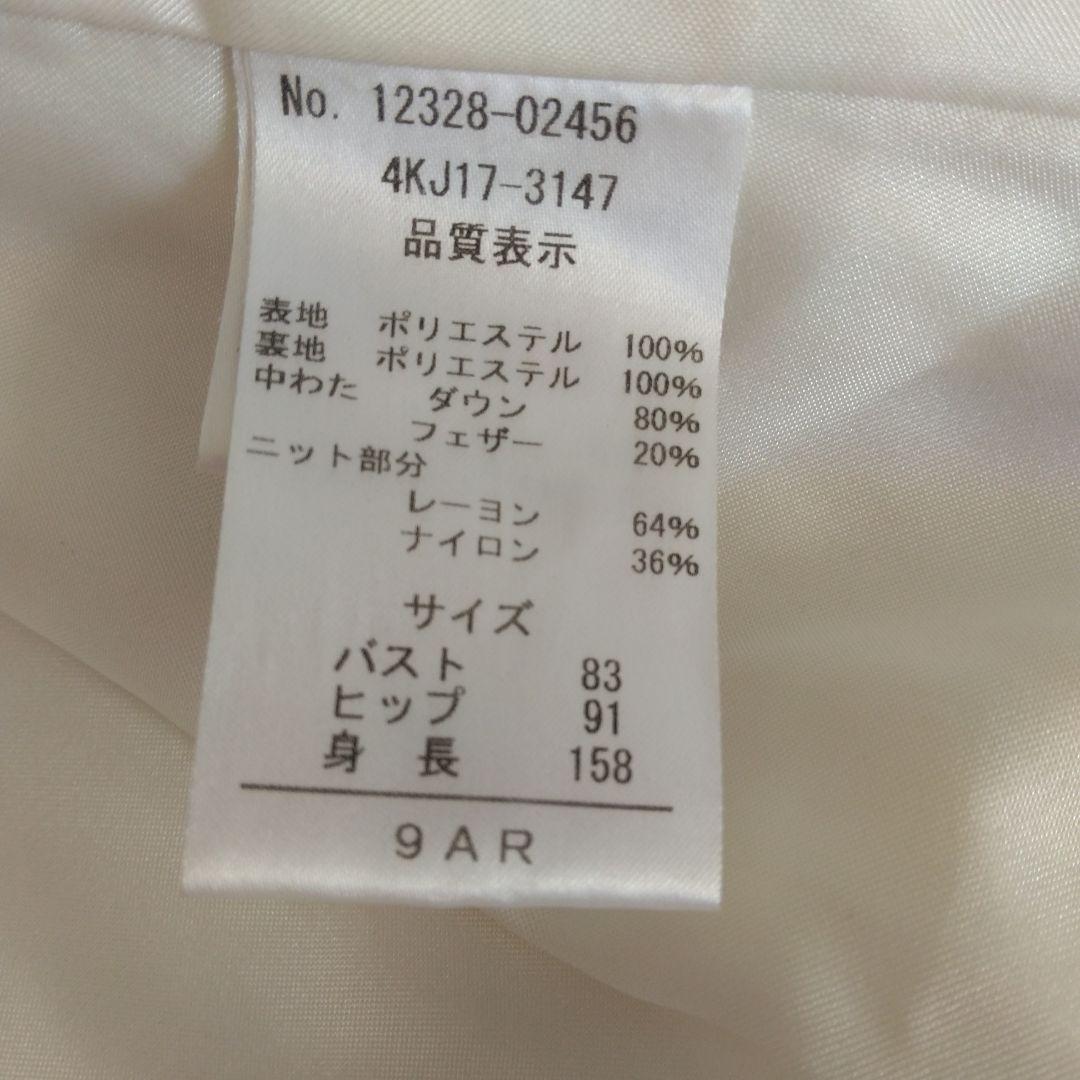 No. 12328-02456
4KJ17-3147
品質表示
表地 ポリエステル 100%
裏地 ポリエステル 100%
中わた ダウン 80%
フェザー 20%
ニット部分
レーヨン 64%
ナイロン 36%
サイズ
バスト 83
ヒップ 91
身長 158
9AR